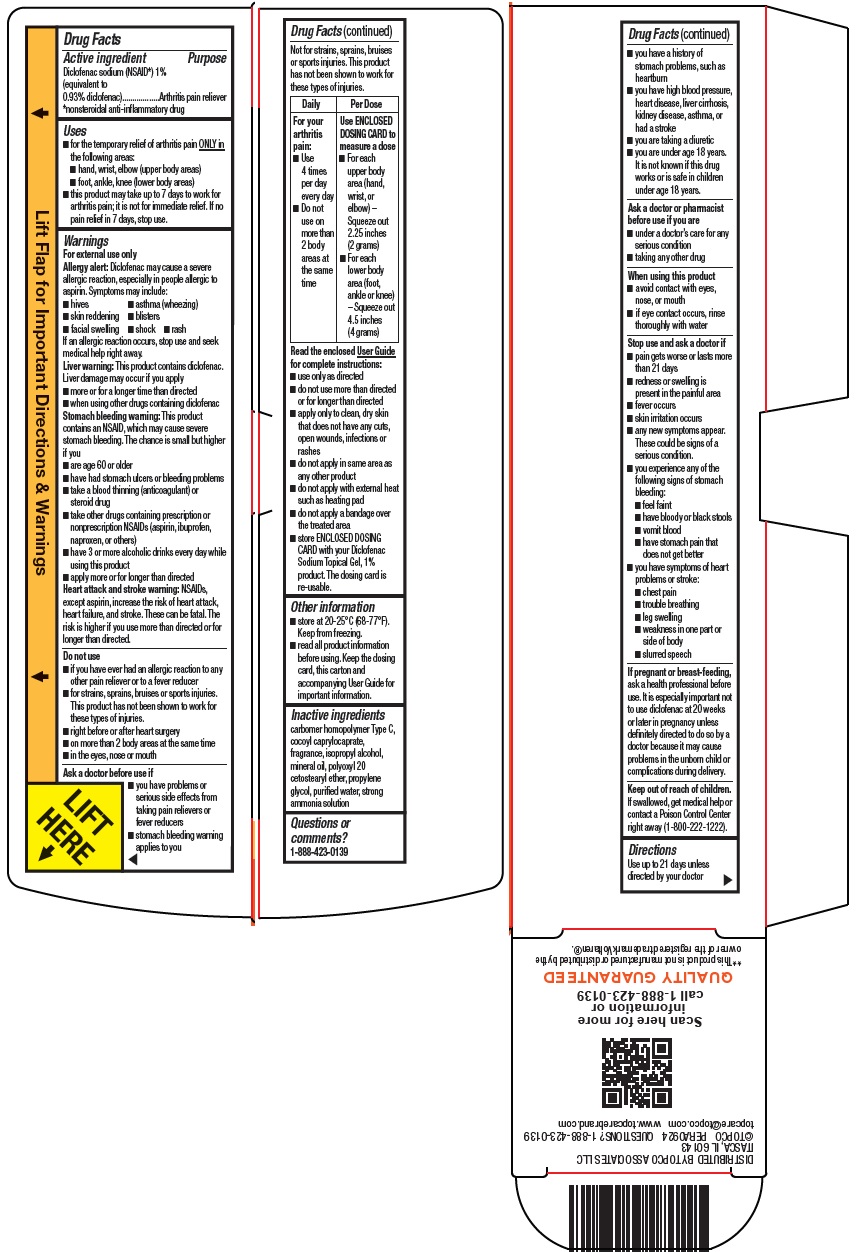 Lift Flap for Important Directions & Warnings
LIFT
HERE
Drug Facts
Active ingredient Purpose
Diclofenac sodium (NSAID*) 1%
(equivalent to
0.93% diclofenac)..................Arthritis pain reliever
*nonsteroidal anti-inflammatory drug
Uses
■ for the temporary relief of arthritis pain ONLY in
the following areas:
■ hand, wrist, elbow (upper body areas)
■ foot, ankle, knee (lower body areas)
■ this product may take up to 7 days to work for
arthritis pain; it is not for immediate relief. If no
pain relief in 7 days, stop use.
Warnings
For external use only
Allergy alert: Diclofenac may cause a severe
allergic reaction, especially in people allergic to
aspirin. Symptoms may include:
■ hives ■ asthma (wheezing)
■ skin reddening ■ blisters
■ facial swelling ■ shock ■ rash
If an allergic reaction occurs, stop use and seek
medical help right away.
Liver warning: This product contains diclofenac.
Liver damage may occur if you apply
■ more or for a longer time than directed
■ when using other drugs containing diclofenac
Stomach bleeding warning: This product
contains an NSAID, which may cause severe
stomach bleeding. The chance is small but higher
if you
■ are age 60 or older
■ have had stomach ulcers or bleeding problems
■ take a blood thinning (anticoagulant) or
steroid drug
■ take other drugs containing prescription or
nonprescription NSAIDs (aspirin, ibuprofen,
naproxen, or others)
■ have 3 or more alcoholic drinks every day while
using this product
■ apply more or for longer than directed
Heart attack and stroke warning: NSAIDs,
except aspirin, increase the risk of heart attack,
heart failure, and stroke. These can be fatal. The
risk is higher if you use more than directed or for
longer than directed.
Do not use
■ if you have ever had an allergic reaction to any
other pain reliever or to a fever reducer
■ for strains, sprains, bruises or sports injuries.
This product has not been shown to work for
these types of injuries.
■ right before or after heart surgery
■ on more than 2 body areas at the same time
■ in the eyes, nose or mouth
Ask a doctor before use if
■ you have problems or
serious side effects from
taking pain relievers or
fever reducers
■ stomach bleeding warning
applies to you
Drug Facts (continued)
■ you have a history of
stomach problems, such as
heartburn
■ you have high blood pressure,
heart disease, liver cirrhosis,
kidney disease, asthma, or
had a stroke
■ you are taking a diuretic
■ you are under age 18 years.
It is not known if this drug
works or is safe in children
under age 18 years.
Ask a doctor or pharmacist
before use if you are
■ under a doctor's care for any
serious condition
■ taking any other drug
When using this product
■ avoid contact with eyes,
nose, or mouth
■ if eye contact occurs, rinse
thoroughly with water
Stop use and ask a doctor if
■ pain gets worse or lasts more
than 21 days
■ redness or swelling is
present in the painful area
■ fever occurs
■ skin irritation occurs
■ any new symptoms appear.
These could be signs of a
serious condition.
■ you experience any of the
following signs of stomach
bleeding:
■ feel faint
■ have bloody or black stools
■ vomit blood
■ have stomach pain that
does not get better
■ you have symptoms of heart
problems or stroke:
■ chest pain
■ trouble breathing
■ leg swelling
■ weakness in one part or
side of body
■ slurred speech
If pregnant or breast-feeding,
ask a health professional before
use. It is especially important not
to use diclofenac at 20 weeks
or later in pregnancy unless
definitely directed to do so by a
doctor because it may cause
problems in the unborn child or
complications during delivery.
Keep out of reach of children.
If swallowed, get medical help or
contact a Poison Control Center
right away (1-800-222-1222).
Directions
Use up to 21 days unless
directed by your doctor
Drug Facts (continued)
Not for strains, sprains, bruises
or sports injuries. This product
has not been shown to work for
these types of injuries.
Daily
For your
arthritis
pain:
■ Use
4 times
per day
every day
■ Do not
use on
more than
2 body
areas at
the same
time
Per Dose
Use ENCLOSED
DOSING CARD to
measure a dose
■ For each
upper body
area (hand,
wrist, or
elbow) –
Squeeze out
2.25 inches
(2 grams)
■ For each
lower body
area (foot,
ankle or knee)
– Squeeze out
4.5 inches
(4 grams)
Read the enclosed User Guide
for complete instructions:
■ use only as directed
■ do not use more than directed
or for longer than directed
■ apply only to clean, dry skin
that does not have any cuts,
open wounds, infections or
rashes
■ do not apply in same area as
any other product
■ do not apply with external heat
such as heating pad
■ do not apply a bandage over
the treated area
■ store ENCLOSED DOSING
CARD with your Diclofenac
Sodium Topical Gel, 1%
product. The dosing card is
re-usable.
Other information
■ store at 20-25°C (68-77°F).
Keep from freezing.
■ read all product information
before using. Keep the dosing
card, this carton and
accompanying User Guide for
important information.
Inactive ingredients
carbomer homopolymer Type C,
cocoyl caprylocaprate,
fragrance, isopropyl alcohol,
mineral oil, polyoxyl 20
cetostearyl ether, propylene
glycol, purified water, strong
ammonia solution
Questions or
comments?
1-888-423-0139
DISTRIBUTED BY TOPCO ASSOCIATES LLC
ITASCA, IL 60143
©TOPCO PERA0924 QUESTIONS? 1-888-423-0139
topcare@topco.com www.topcarebrand.com
Scan here for more
information or
call 1-888-423-0139
QUALITY GUARANTEED
**This product is not manufactured or distributed by the
owner of the registered trademark Voltaren®.